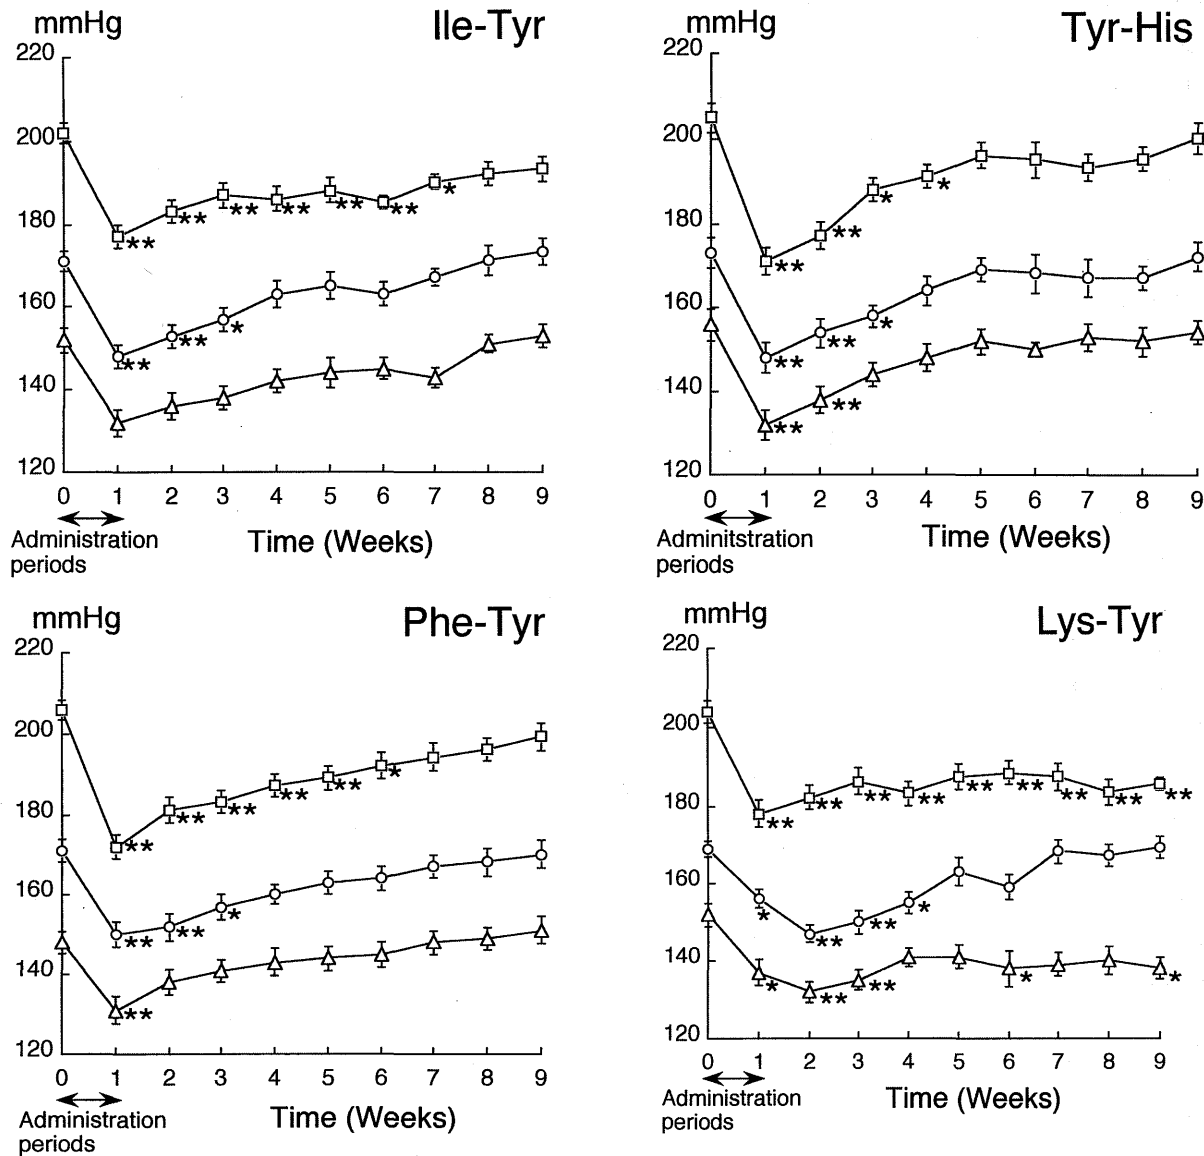 mmHg Ile-Tyr
220
200
180
160
140
120
** ** ** ** ** ** *
** ** *
0 1 2 3 4 5 6 7 8 9
Administration
periods
Time (Weeks)
mmHg Tyr-His
220
200
180
160
140
120
** ** * *
** ** *
** **
0 1 2 3 4 5 6 7 8 9
Adminitstration
periods
Time (Weeks)
mmHg Phe-Tyr
220
200
180
160
140
120
** ** ** ** ** *
** ** *
**
0 1 2 3 4 5 6 7 8 9
Administration
periods
Time (Weeks)
mmHg Lys-Tyr
220
200
180
160
140
120
** ** ** ** ** ** ** ** **
* ** ** *
* ** ** * *
0 1 2 3 4 5 6 7 8 9
Administration
periods
Time (Weeks)